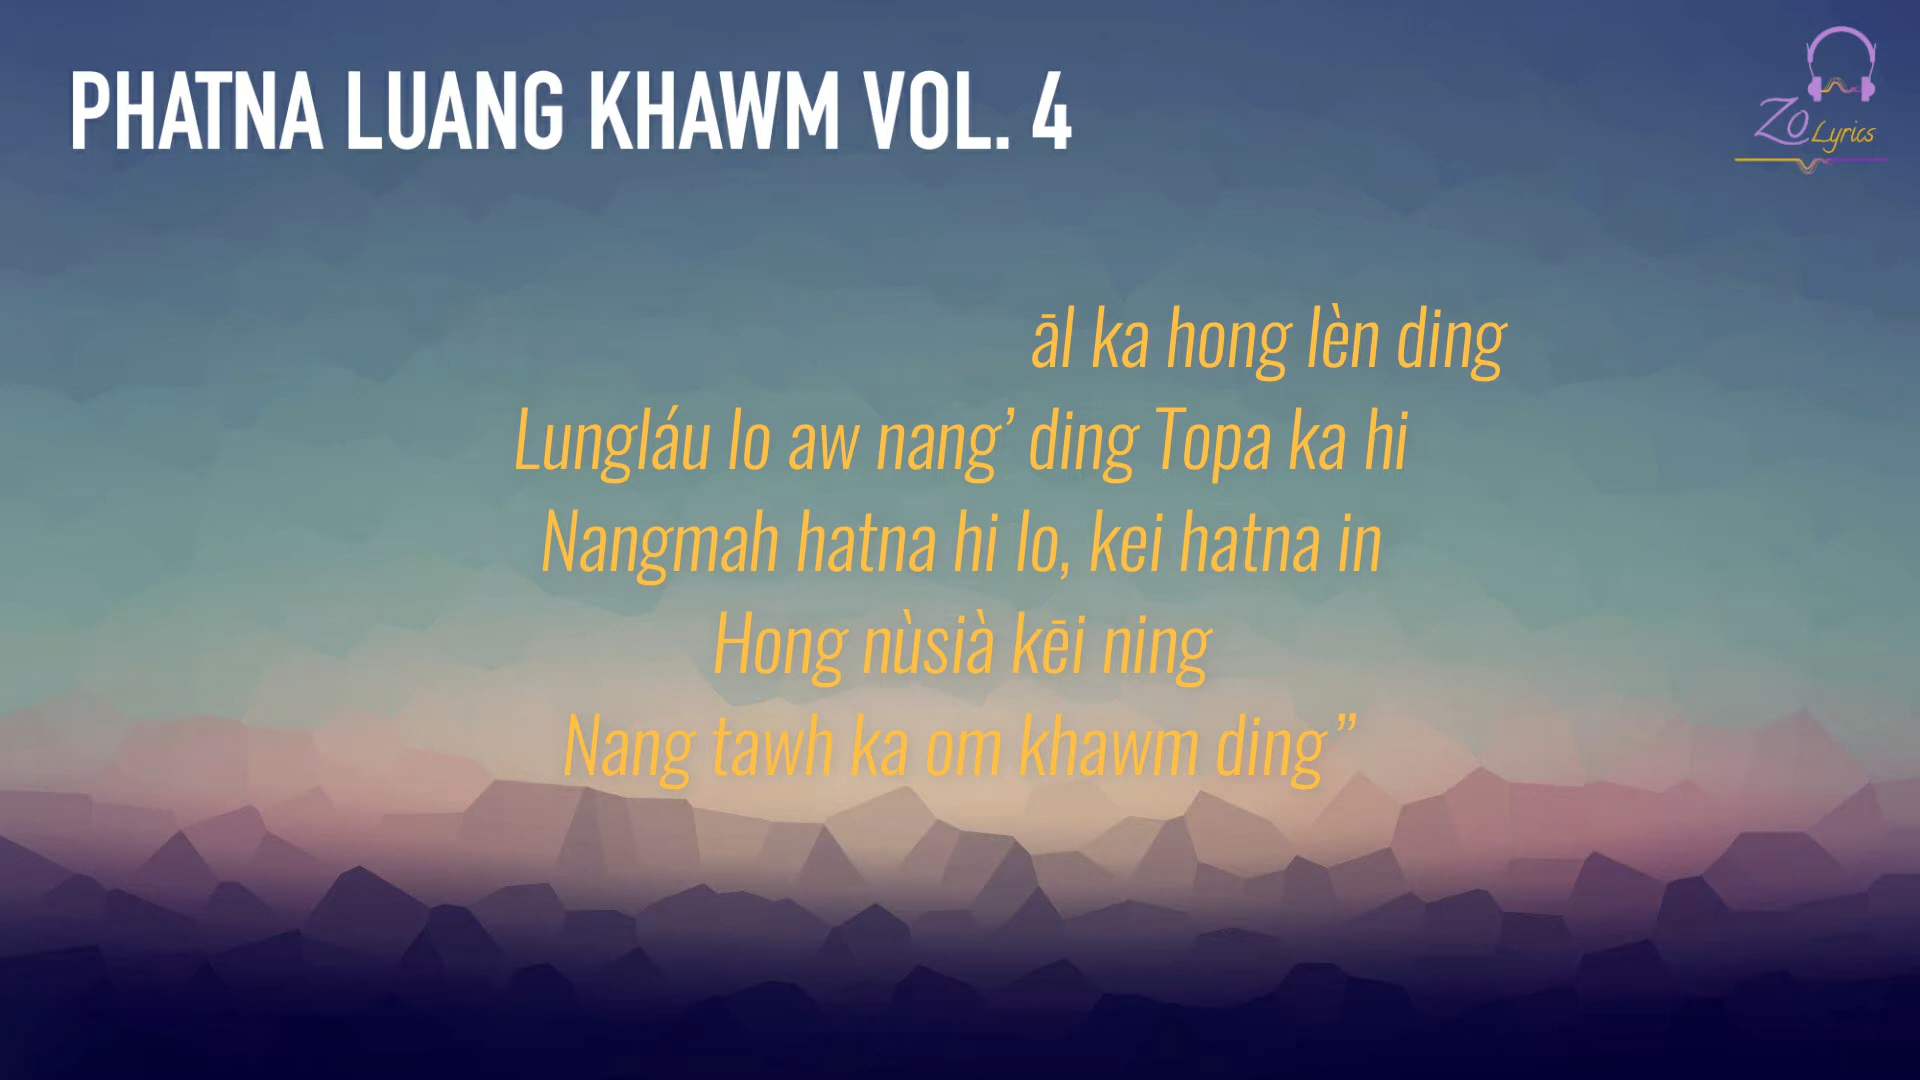 PHATNA LUANG KHAWM VOL. 4
Zo Lyrics
āl ka hong lèn ding
Lungláu lo aw nang’ ding Topa ka hi
Nangmah hatna hi lo, kei hatna in
Hong nùsià kēi ning
Nang tawh ka om khawm ding”